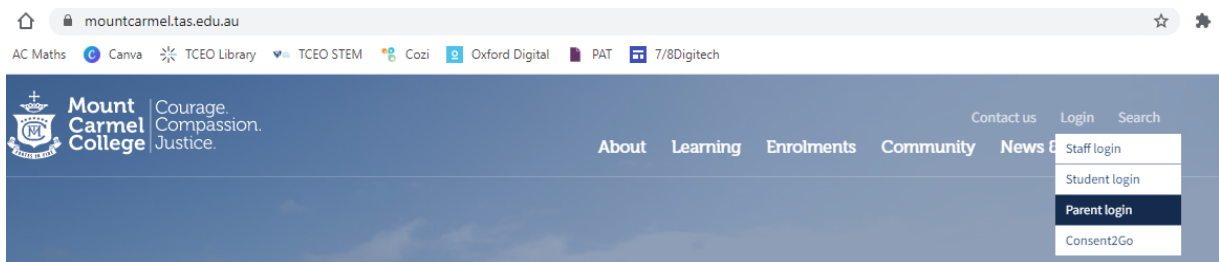 mountcarmel.tas.edu.au
AC Maths Canva TCEO Library TCEO STEM Cozi Oxford Digital PAT 7/8Digitech
Mount
Carmel
College
Courage.
Compassion.
Justice.
Contact us Login Search
About Learning Enrolments Community News &
Staff login
Student login
Parent login
Consent2Go